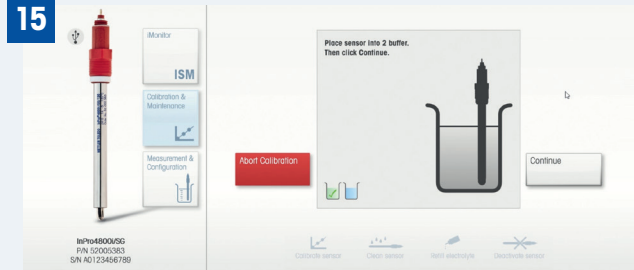 15
iMonitor
ISM
Calibration &
Maintenance
Measurement &
Configuration
InPro4800i/SG
P/N 52005383
S/N A0123456789
Place sensor into 2 buffer.
Then click Continue.
Abort Calibration
Continue
Calibrate sensor
Clean sensor
Refill electrolyte
Deactivate sensor